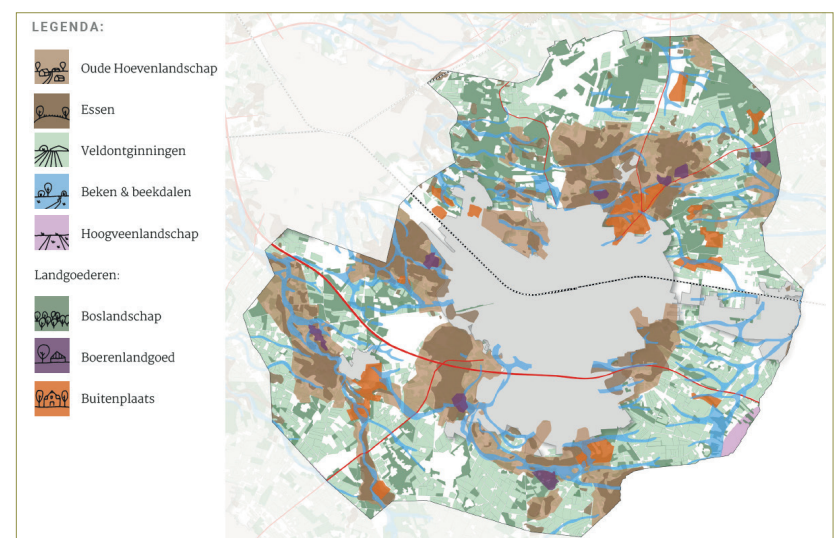 LEGENDA:
Oude Hoevenlandschap
Essen
Veldontginningen
Beken & beekdalen
Hoogveenlandschap
Landgoederen:
Boslandschap
Boerenlandgoed
Buitenplaats